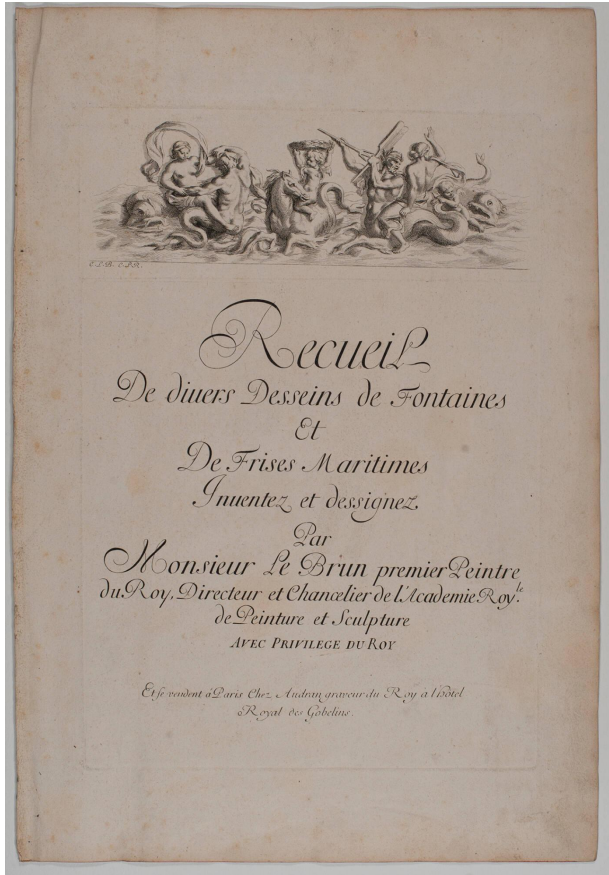 C. L. B. C. P. R.
Recueil
De diuers Desseins de Fontaines
Et
De Frises Maritimes
Inuentez et dessignez
Par
Monsieur Le Brun premier Peintre
du Roy, Directeur et Chancelier de l'Academie Roy.le
de Peinture et Sculpture
AVEC PRIVILEGE DU ROY
Et se vendent à Paris Chez Audran graveur du Roy a l'hôtel
Royal des Gobelins.